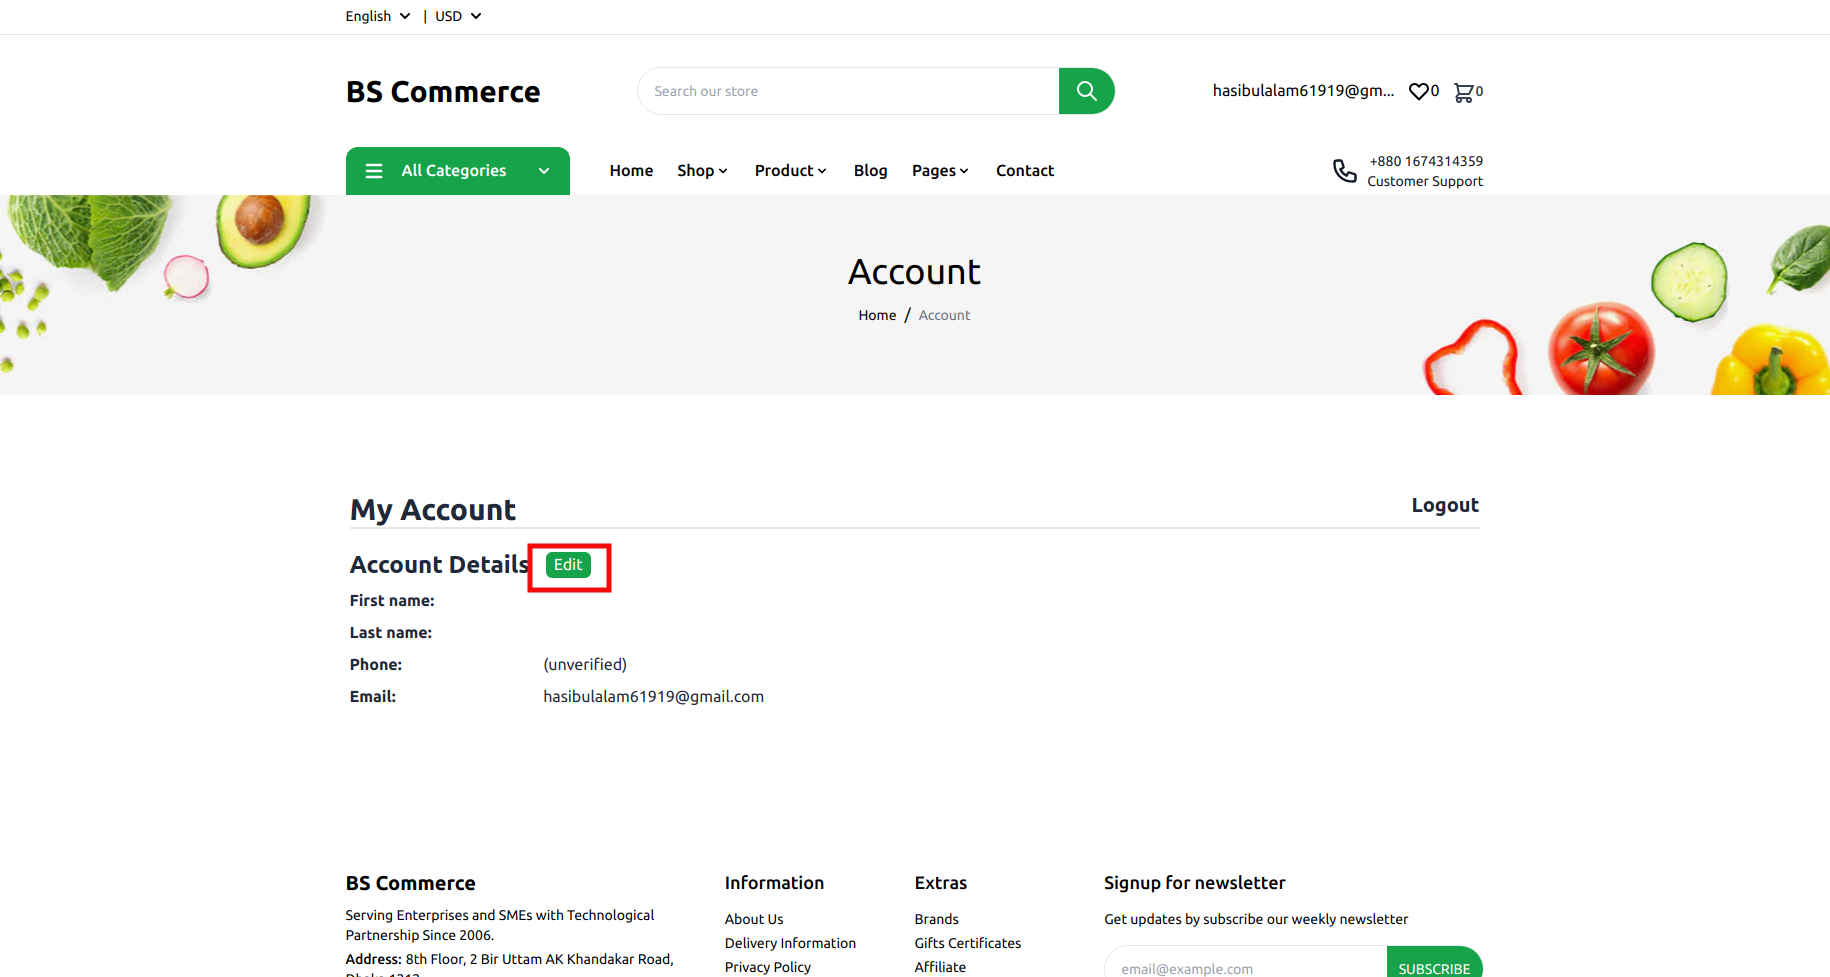 English | USD
BS Commerce
Search our store
hasibulalam61919@gm... 0 0
All Categories
Home Shop Product Blog Pages Contact
+880 1674314359
Customer Support
Account
Home / Account
My Account
Logout
Account Details Edit
First name:
Last name:
Phone: (unverified)
Email: hasibulalam61919@gmail.com
BS Commerce
Serving Enterprises and SMEs with Technological
Partnership Since 2006.
Address: 8th Floor, 2 Bir Uttam AK Khandakar Road,
Information
About Us
Delivery Information
Privacy Policy
Extras
Brands
Gifts Certificates
Affiliate
Signup for newsletter
Get updates by subscribe our weekly newsletter
email@example.com SUBSCRIBE